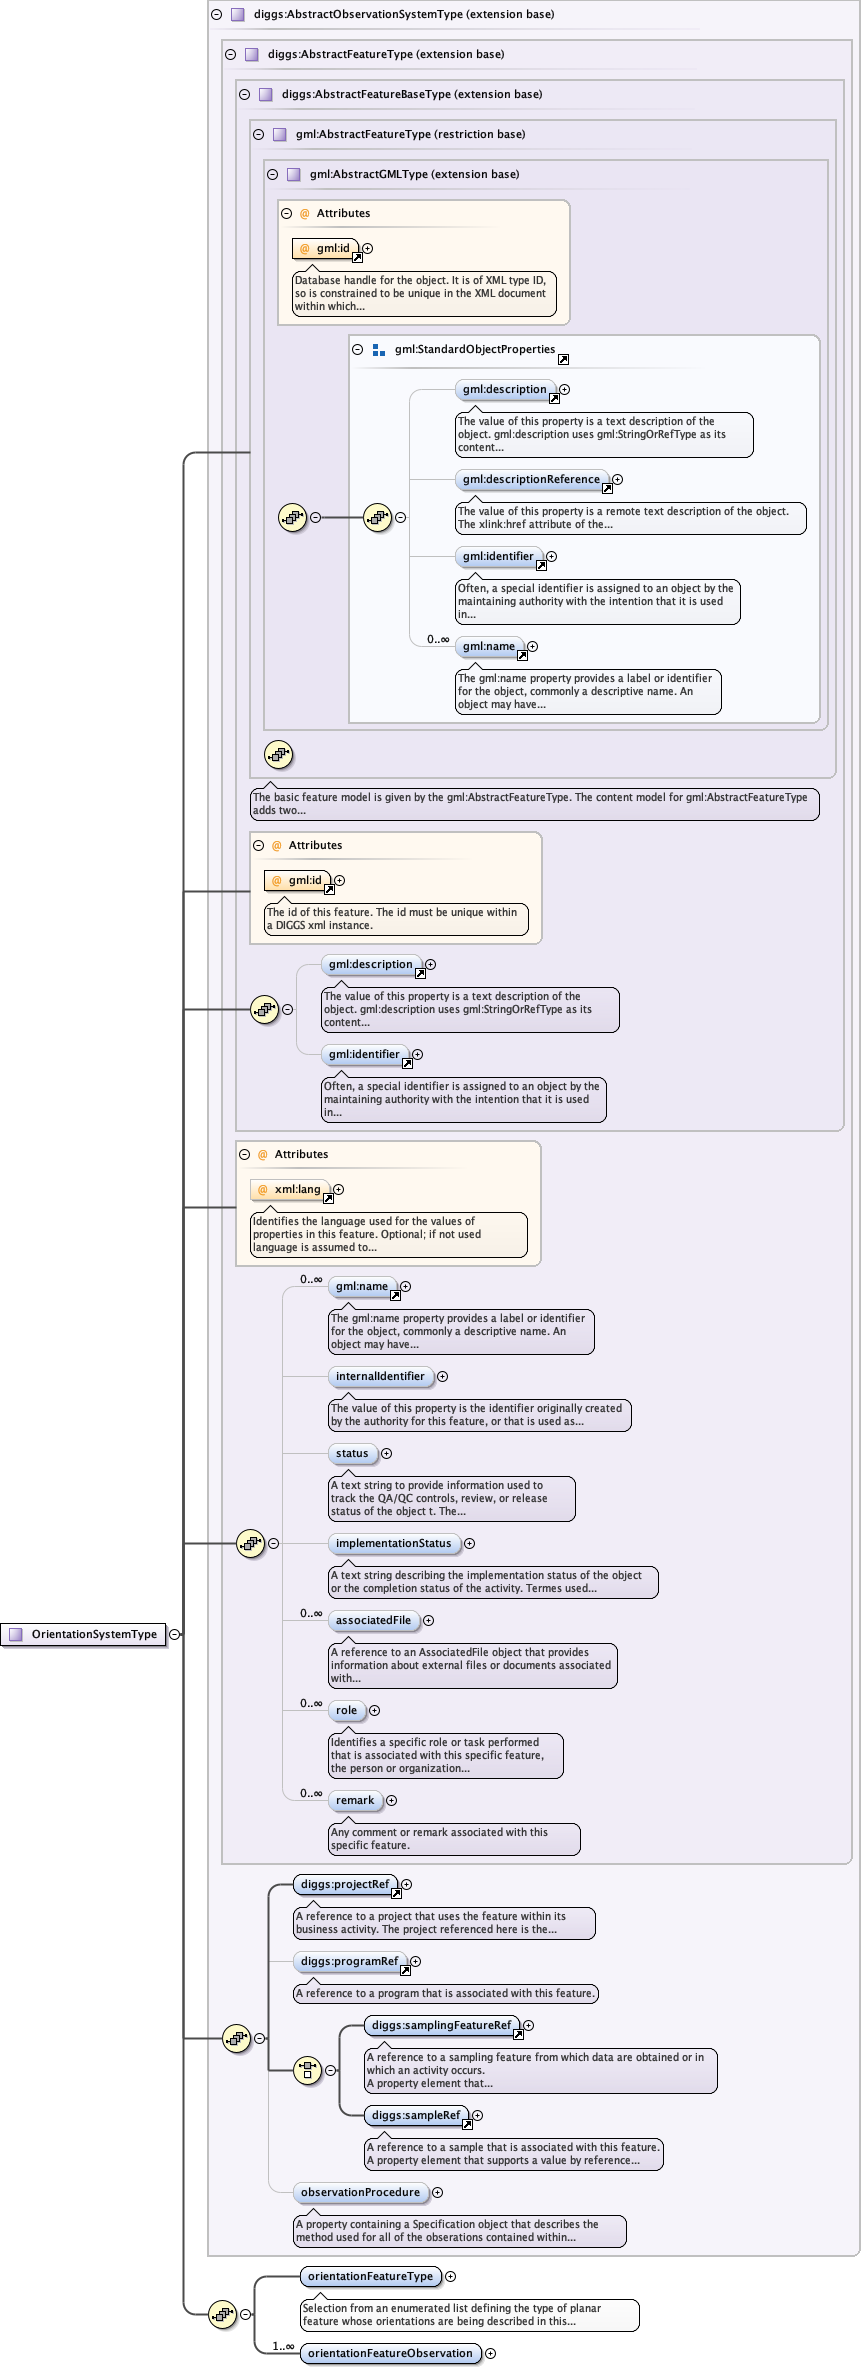 diggs:AbstractObservationSystemType (extension base)
diggs:AbstractFeatureType (extension base)
diggs:AbstractFeatureBaseType (extension base)
gml:AbstractFeatureType (restriction base)
gml:AbstractGMLType (extension base)
@ Attributes
@ gml:id
Database handle for the object. It is of XML type ID,
so is constrained to be unique in the XML document
within which...
gml:StandardObjectProperties
gml:description
The value of this property is a text description of the
object. gml:description uses gml:StringOrRefType as its
content...
gml:descriptionReference
The value of this property is a remote text description of the object.
The xlink:href attribute of the...
gml:identifier
Often, a special identifier is assigned to an object by the
maintaining authority with the intention that it is used
in...
0..∞
gml:name
The gml:name property provides a label or identifier
for the object, commonly a descriptive name. An
object may have...
The basic feature model is given by the gml:AbstractFeatureType. The content model for gml:AbstractFeatureType
adds two...
@ Attributes
@ gml:id
The id of this feature. The id must be unique within
a DIGGS xml instance.
gml:description
The value of this property is a text description of the
object. gml:description uses gml:StringOrRefType as its
content...
gml:identifier
Often, a special identifier is assigned to an object by the
maintaining authority with the intention that it is used
in...
@ Attributes
@ xml:lang
Identifies the language used for the values of
properties in this feature. Optional; if not used
language is assumed to...
0..∞
gml:name
The gml:name property provides a label or identifier
for the object, commonly a descriptive name. An
object may have...
internalIdentifier
The value of this property is the identifier originally created
by the authority for this feature, or that is used as...
status
A text string to provide information used to
track the QA/QC controls, review, or release
status of the object t. The...
implementationStatus
A text string describing the implementation status of the object
or the completion status of the activity. Termes used...
0..∞
associatedFile
A reference to an AssociatedFile object that provides
information about external files or documents associated
with...
OrientationSystemType
0..∞
role
Identifies a specific role or task performed
that is associated with this specific feature,
the person or organization...
0..∞
remark
Any comment or remark associated with this
specific feature.
diggs:projectRef
A reference to a project that uses the feature within its
business activity. The project referenced here is the...
diggs:programRef
A reference to a program that is associated with this feature.
diggs:samplingFeatureRef
A reference to a sampling feature from which data are obtained or in
which an activity occurs.
A property element that...
diggs:sampleRef
A reference to a sample that is associated with this feature.
A property element that supports a value by reference...
observationProcedure
A property containing a Specification object that describes the
method used for all of the obserations contained within...
orientationFeatureType
Selection from an enumerated list defining the type of planar
feature whose orientations are being described in this...
1..∞
orientationFeatureObservation